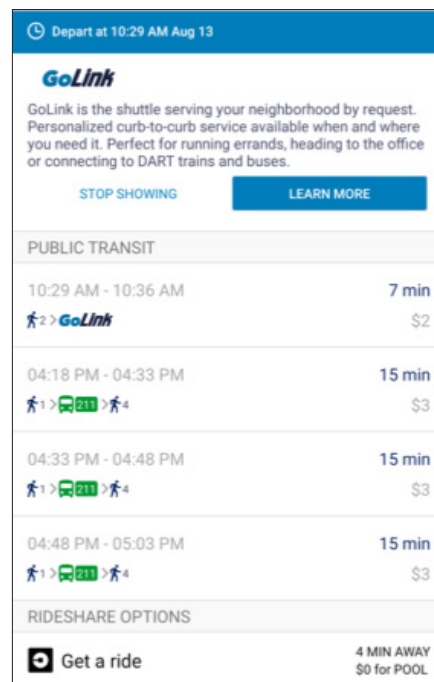 Depart at 10:29 AM Aug 13
GoLink
GoLink is the shuttle serving your neighborhood by request.
Personalized curb-to-curb service available when and where
you need it. Perfect for running errands, heading to the office
or connecting to DART trains and buses.
STOP SHOWING LEARN MORE
PUBLIC TRANSIT
10:29 AM - 10:36 AM 7 min
2 > GoLink $2
04:18 PM - 04:33 PM 15 min
1 > 211 > 4 $3
04:33 PM - 04:48 PM 15 min
1 > 211 > 4 $3
04:48 PM - 05:03 PM 15 min
1 > 211 > 4 $3
RIDESHARE OPTIONS
Get a ride 4 MIN AWAY
$0 for POOL